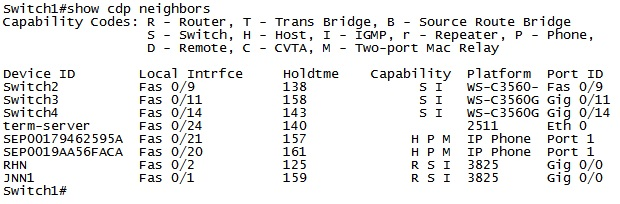 Switch1#show cdp neighbors
Capability Codes: R - Router, T - Trans Bridge, B - Source Route Bridge
S - Switch, H - Host, I - IGMP, r - Repeater, P - Phone,
D - Remote, C - CVTA, M - Two-port Mac Relay
Device ID Local Intrfce Holdtme Capability Platform Port ID
Switch2 Fas 0/9 138 S I WS-C3560- Fas 0/9
Switch3 Fas 0/11 158 S I WS-C3560G Gig 0/11
Switch4 Fas 0/14 143 S I WS-C3560G Gig 0/14
term-server Fas 0/24 140 2511 Eth 0
SEP00179462595A Fas 0/21 157 H P M IP Phone Port 1
SEP0019AA56FACA Fas 0/20 161 H P M IP Phone Port 1
RHN Fas 0/2 125 R S I 3825 Gig 0/0
JNN1 Fas 0/1 159 R S I 3825 Gig 0/0
Switch1#